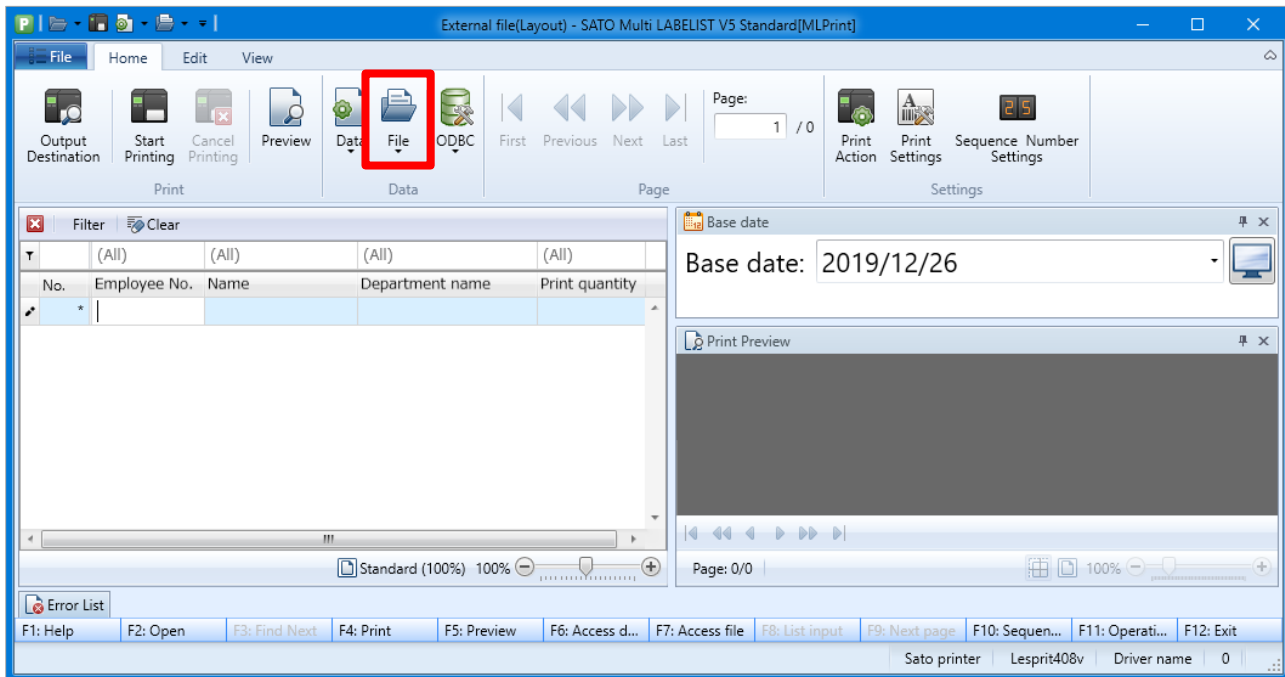 External file(Layout) - SATO Multi LABELIST V5 Standard[MLPrint]
File Home Edit View
Output Destination
Start Printing
Cancel Printing
Preview
Data
File
ODBC
First
Previous
Next
Last
Page:
1 / 0
Print Action
Print Settings
Sequence Number Settings
Print
Data
Page
Settings
Filter Clear
(All) (All) (All) (All)
No. Employee No. Name Department name Print quantity
*
Standard (100%) 100%
Base date
Base date: 2019/12/26
Print Preview
Page: 0/0
100%
Error List
F1: Help F2: Open F3: Find Next F4: Print F5: Preview F6: Access d... F7: Access file F8: List input F9: Next page F10: Sequen... F11: Operati... F12: Exit
Sato printer Lesprit408v Driver name 0